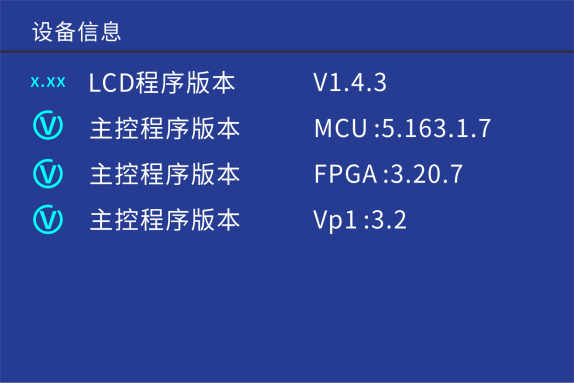 设备信息
x.xx LCD程序版本 V1.4.3
V 主控程序版本 MCU :5.163.1.7
V 主控程序版本 FPGA :3.20.7
V 主控程序版本 Vp1 :3.2